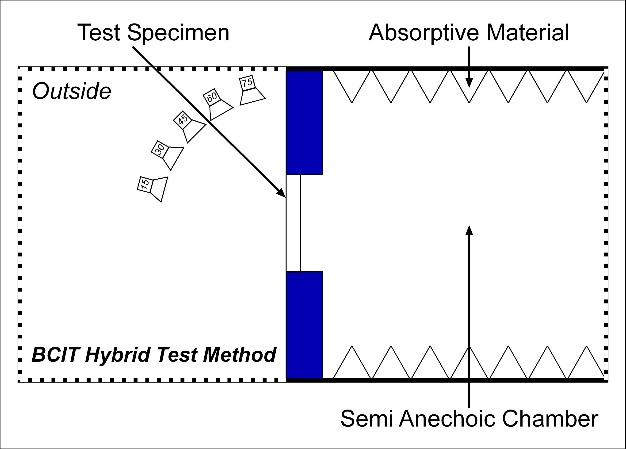 Test Specimen
Absorptive Material
Outside
75
60
45
30
15
BCIT Hybrid Test Method
Semi Anechoic Chamber